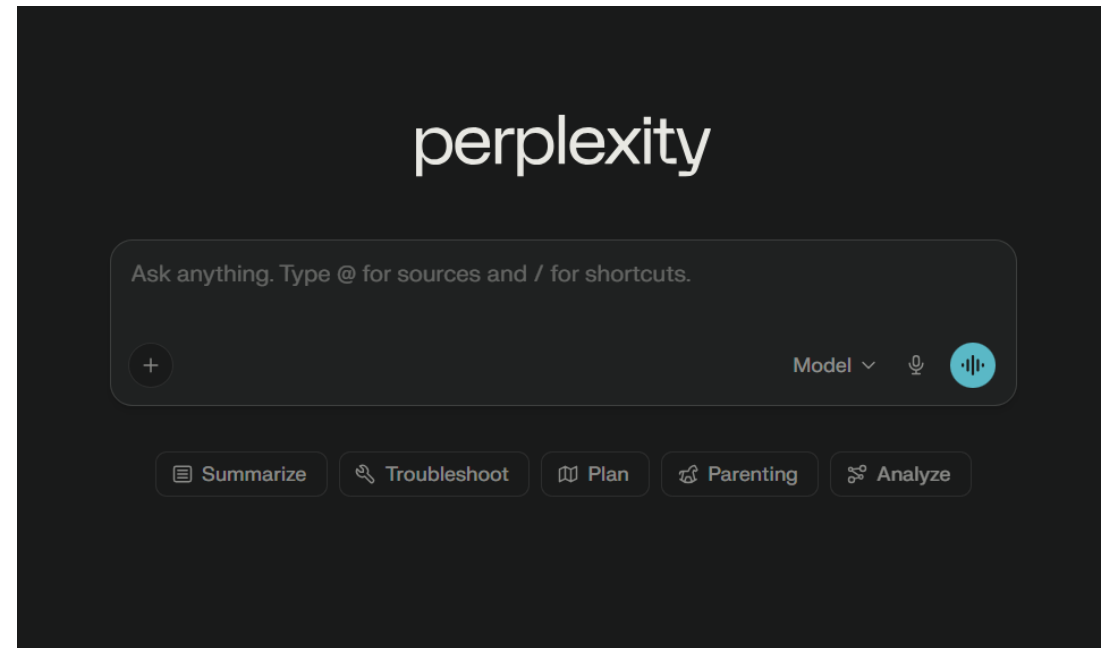 perplexity
Ask anything. Type @ for sources and / for shortcuts.
Model
Summarize Troubleshoot Plan Parenting Analyze